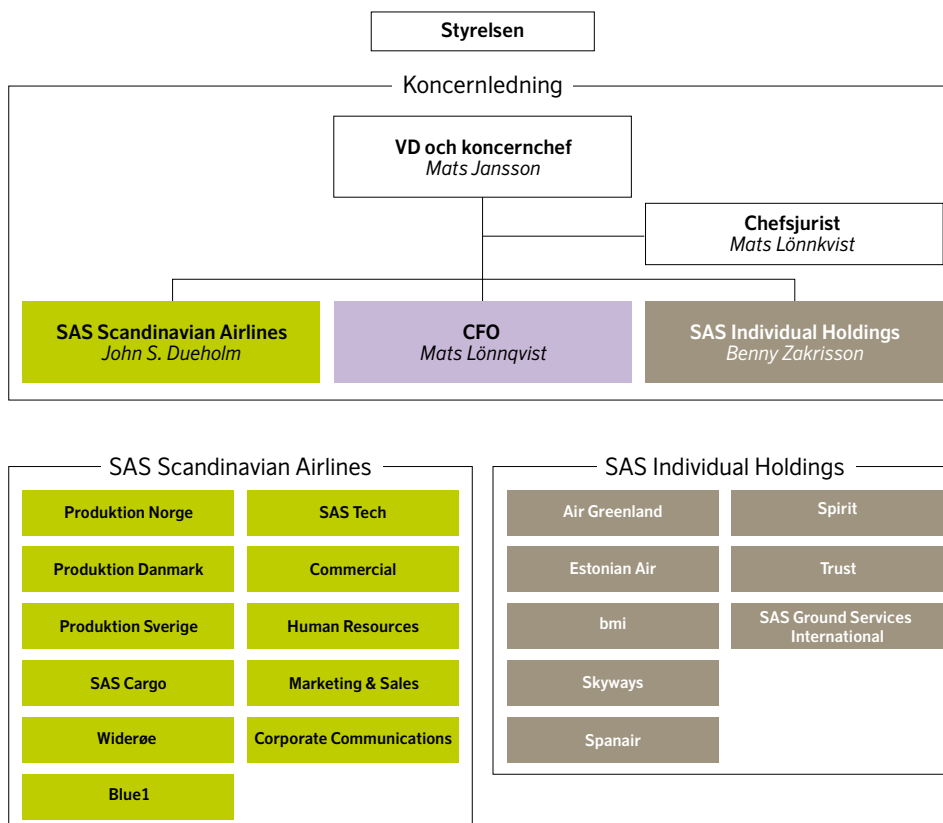 Styrelsen
Koncernledning
VD och koncernchef
Mats Jansson
Chefsjurist
Mats Lönnkvist
SAS Scandinavian Airlines
John S. Dueholm
CFO
Mats Lönnqvist
SAS Individual Holdings
Benny Zakrisson
SAS Scandinavian Airlines
Produktion Norge
SAS Tech
Produktion Danmark
Commercial
Produktion Sverige
Human Resources
SAS Cargo
Marketing & Sales
Widerøe
Corporate Communications
Blue1
SAS Individual Holdings
Air Greenland
Spirit
Estonian Air
Trust
bmi
SAS Ground Services
International
Skyways
Spanair